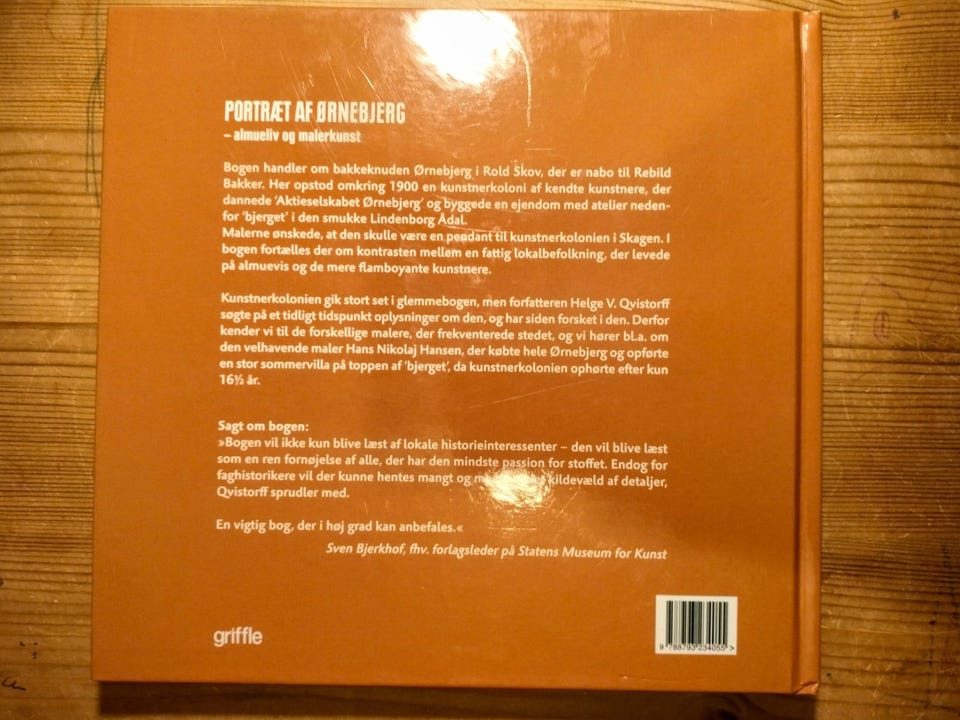 PORTRÆT AF ØRNEBJERG
– almueliv og malerkunst
Bogen handler om bakkeknuden Ørnebjerg i Rold Skov, der er nabo til Rebild
Bakker. Her opstod omkring 1900 en kunstnerkoloni af kendte kunstnere, der
dannede 'Aktieselskabet Ørnebjerg' og byggede en ejendom med atelier neden-
for 'bjerget' i den smukke Lindenborg Ådal.
Malerne ønskede, at den skulle være en pendant til kunstnerkolonien i Skagen. I
bogen fortælles der om kontrasten mellem en fattig lokalbefolkning, der levede
på almuevis og de mere flamboyante kunstnere.
Kunstnerkolonien gik stort set i glemmebogen, men forfatteren Helge V. Qvistorff
søgte på et tidligt tidspunkt oplysninger om den, og har siden forsket i den. Derfor
kender vi til de forskellige malere, der frekventerede stedet, og vi hører bl.a. om
den velhavende maler Hans Nikolaj Hansen, der købte hele Ørnebjerg og opførte
en stor sommervilla på toppen af 'bjerget', da kunstnerkolonien ophørte efter kun
16½ år.
Sagt om bogen:
»Bogen vil ikke kun blive læst af lokale historieinteressenter – den vil blive læst
som en ren fornøjelse af alle, der har den mindste passion for stoffet. Endog for
faghistorikere vil der kunne hentes mangt og kildevæld af detaljer,
Qvistorff sprudler med.
En vigtig bog, der i høj grad kan anbefales.«
Sven Bjerkhof, fhv. forlagsleder på Statens Museum for Kunst
griffle
9 788793 234055 >